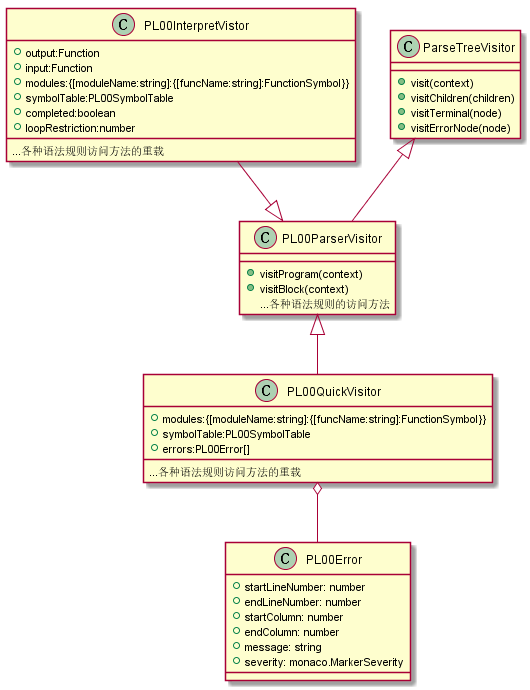 C PL00InterpretVistor
output:Function
input:Function
modules:{[moduleName:string]:{[funcName:string]:FunctionSymbol}}
symbolTable:PL00SymbolTable
completed:boolean
loopRestriction:number
...各种语法规则访问方法的重载
C ParseTreeVisitor
visit(context)
visitChildren(children)
visitTerminal(node)
visitErrorNode(node)
C PL00ParserVisitor
visitProgram(context)
visitBlock(context)
...各种语法规则的访问方法
C PL00QuickVisitor
modules:{[moduleName:string]:{[funcName:string]:FunctionSymbol}}
symbolTable:PL00SymbolTable
errors:PL00Error[]
...各种语法规则访问方法的重载
C PL00Error
startLineNumber: number
endLineNumber: number
startColumn: number
endColumn: number
message: string
severity: monaco.MarkerSeverity